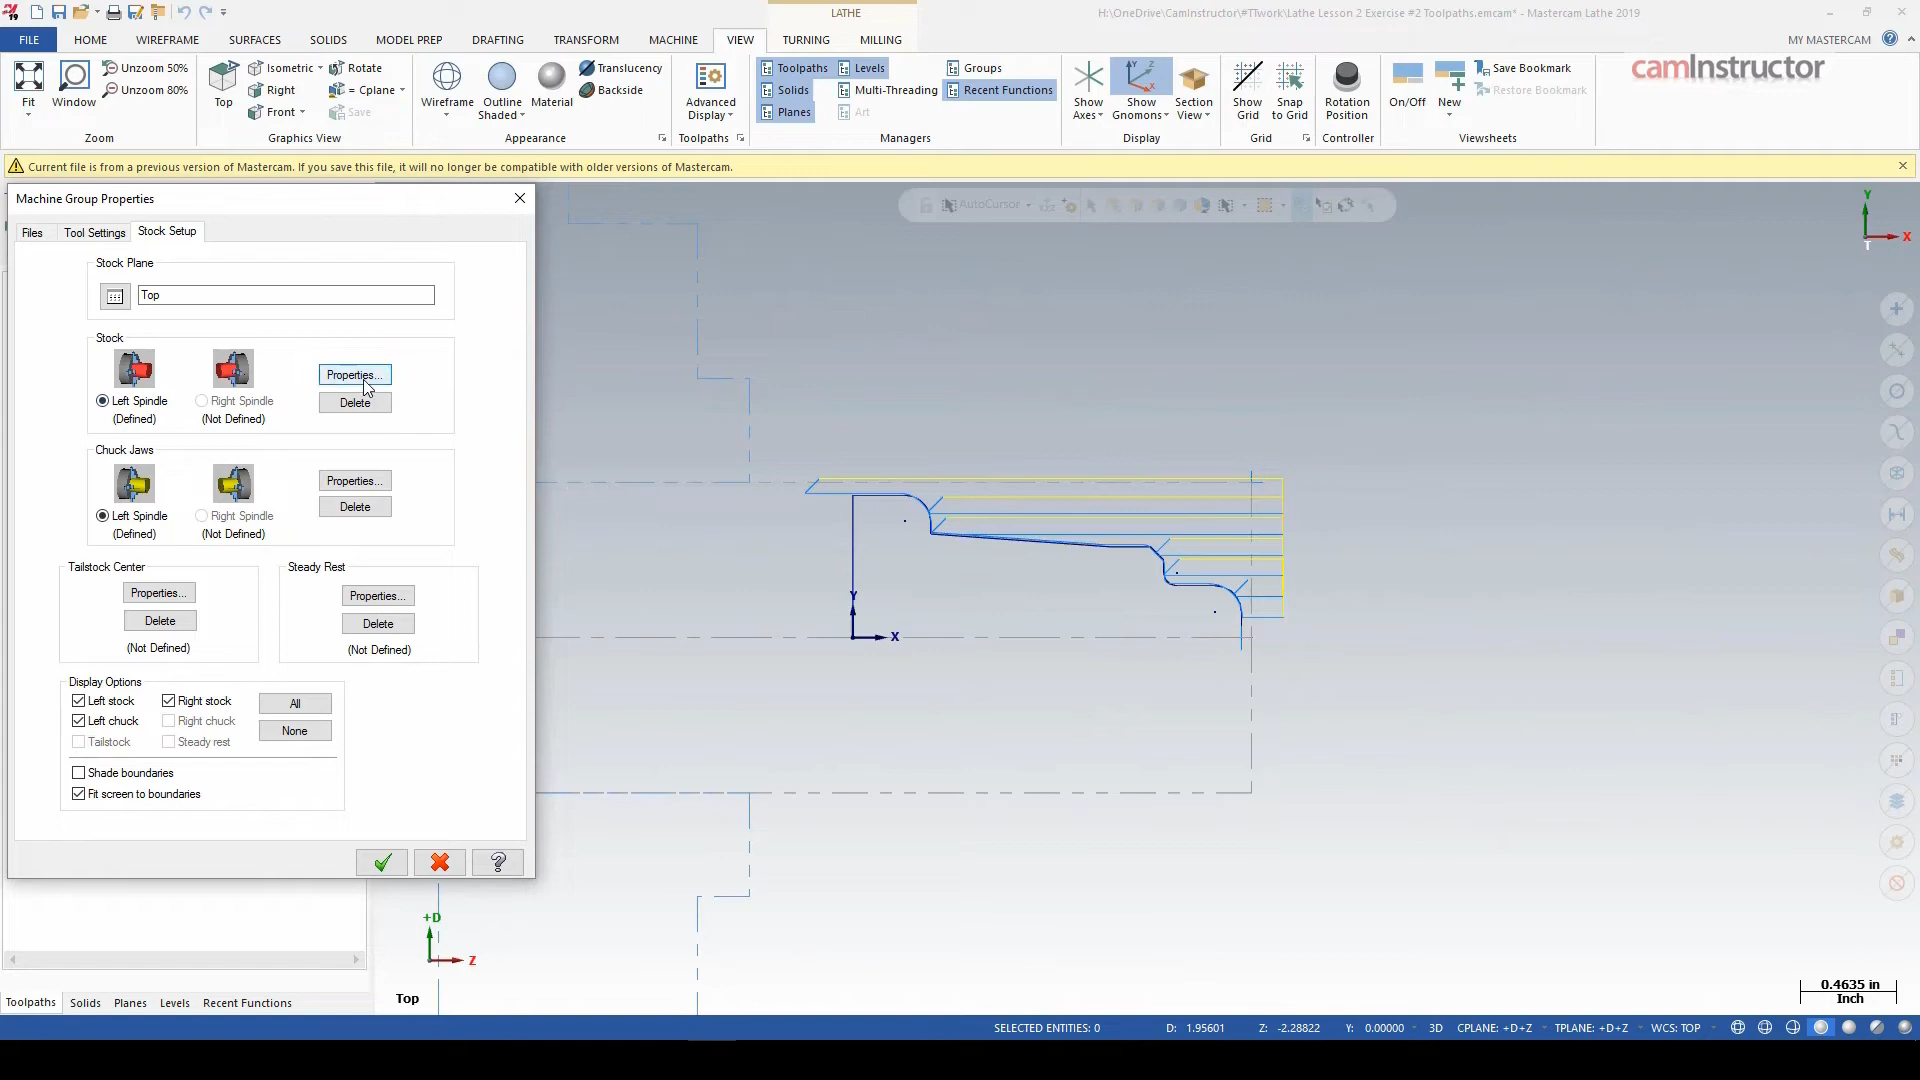 19
LATHE
H:\OneDrive\CamInstructor\#TTwork\Lathe Lesson 2 Exercise #2 Toolpaths.emcam* - Mastercam Lathe 2019
FILE HOME WIREFRAME SURFACES SOLIDS MODEL PREP DRAFTING TRANSFORM MACHINE VIEW TURNING MILLING MY MASTERCAM
Unzoom 50% Isometric Rotate Translucency Toolpaths Levels Groups Save Bookmark
camInstructor
Unzoom 80% Right = Cplane Backside Solids Multi-Threading Recent Functions Restore Bookmark
Fit Window Top Front Save Wireframe Outline Shaded Material Advanced Display Planes Art Show Axes Show Gnomons Section View Show Grid Snap to Grid Rotation Position On/Off New
Zoom Graphics View Appearance Toolpaths Managers Display Grid Controller Viewsheets
Current file is from a previous version of Mastercam. If you save this file, it will no longer be compatible with older versions of Mastercam.
Machine Group Properties
AutoCursor
Files Tool Settings Stock Setup
Stock Plane
Top
Stock
Properties...
Left Spindle Right Spindle Delete
(Defined) (Not Defined)
Chuck Jaws
Properties...
Delete
Left Spindle Right Spindle
(Defined) (Not Defined)
Tailstock Center Steady Rest
Properties... Properties...
Delete Delete
(Not Defined) (Not Defined)
Display Options
Left stock Right stock All
Left chuck Right chuck None
Tailstock Steady rest
Shade boundaries
Fit screen to boundaries
Y
X
T
Y
X
+D
Z
Top
0.4635 in
Inch
Toolpaths Solids Planes Levels Recent Functions
SELECTED ENTITIES: 0 D: 1.95601 Z: -2.28822 Y: 0.00000 3D CPLANE: +D+Z TPLANE: +D+Z WCS: TOP